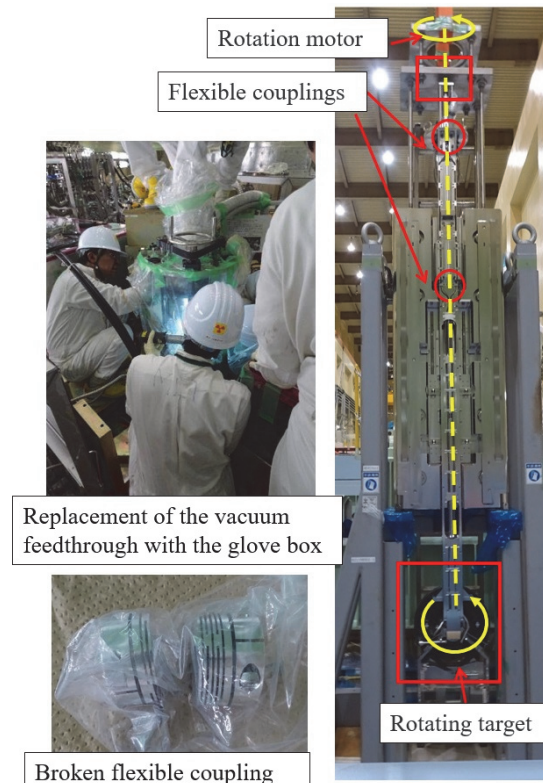 Rotation motor
Flexible couplings
Replacement of the vacuum
feedthrough with the glove box
Broken flexible coupling
Rotating target